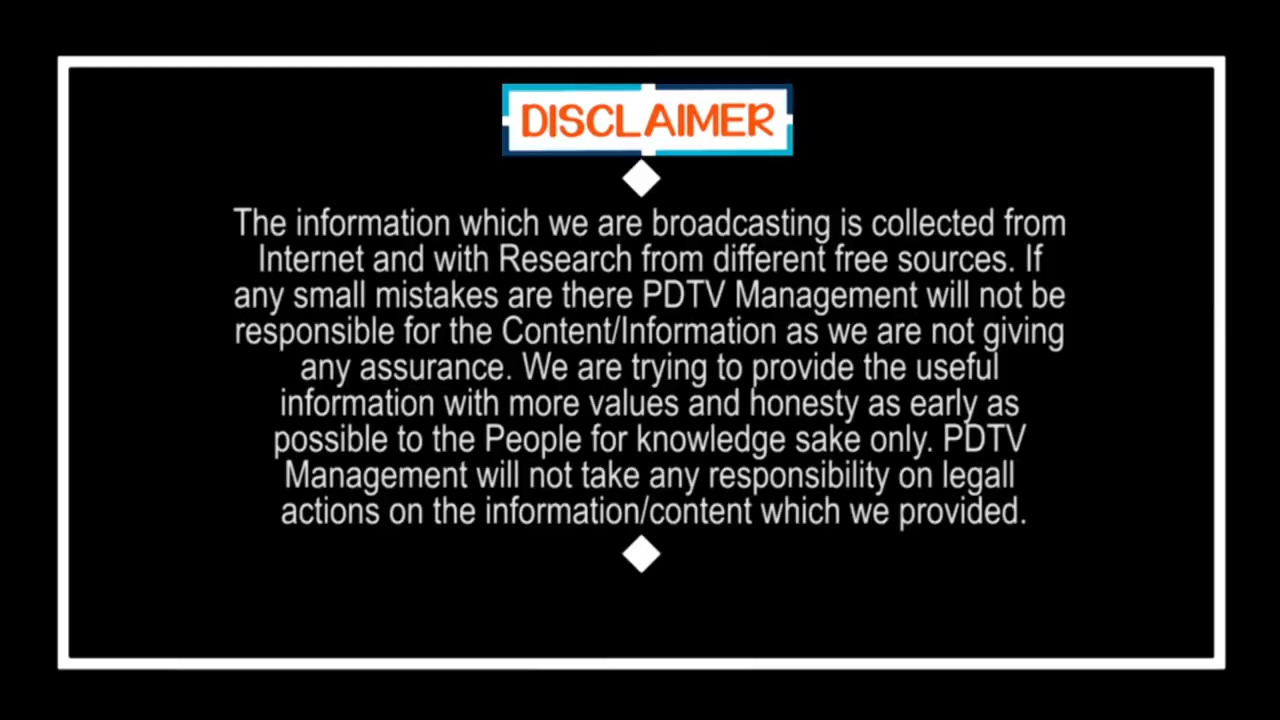 DISCLAIMER
The information which we are broadcasting is collected from
Internet and with Research from different free sources. If
any small mistakes are there PDTV Management will not be
responsible for the Content/Information as we are not giving
any assurance. We are trying to provide the useful
information with more values and honesty as early as
possible to the People for knowledge sake only. PDTV
Management will not take any responsibility on legall
actions on the information/content which we provided.